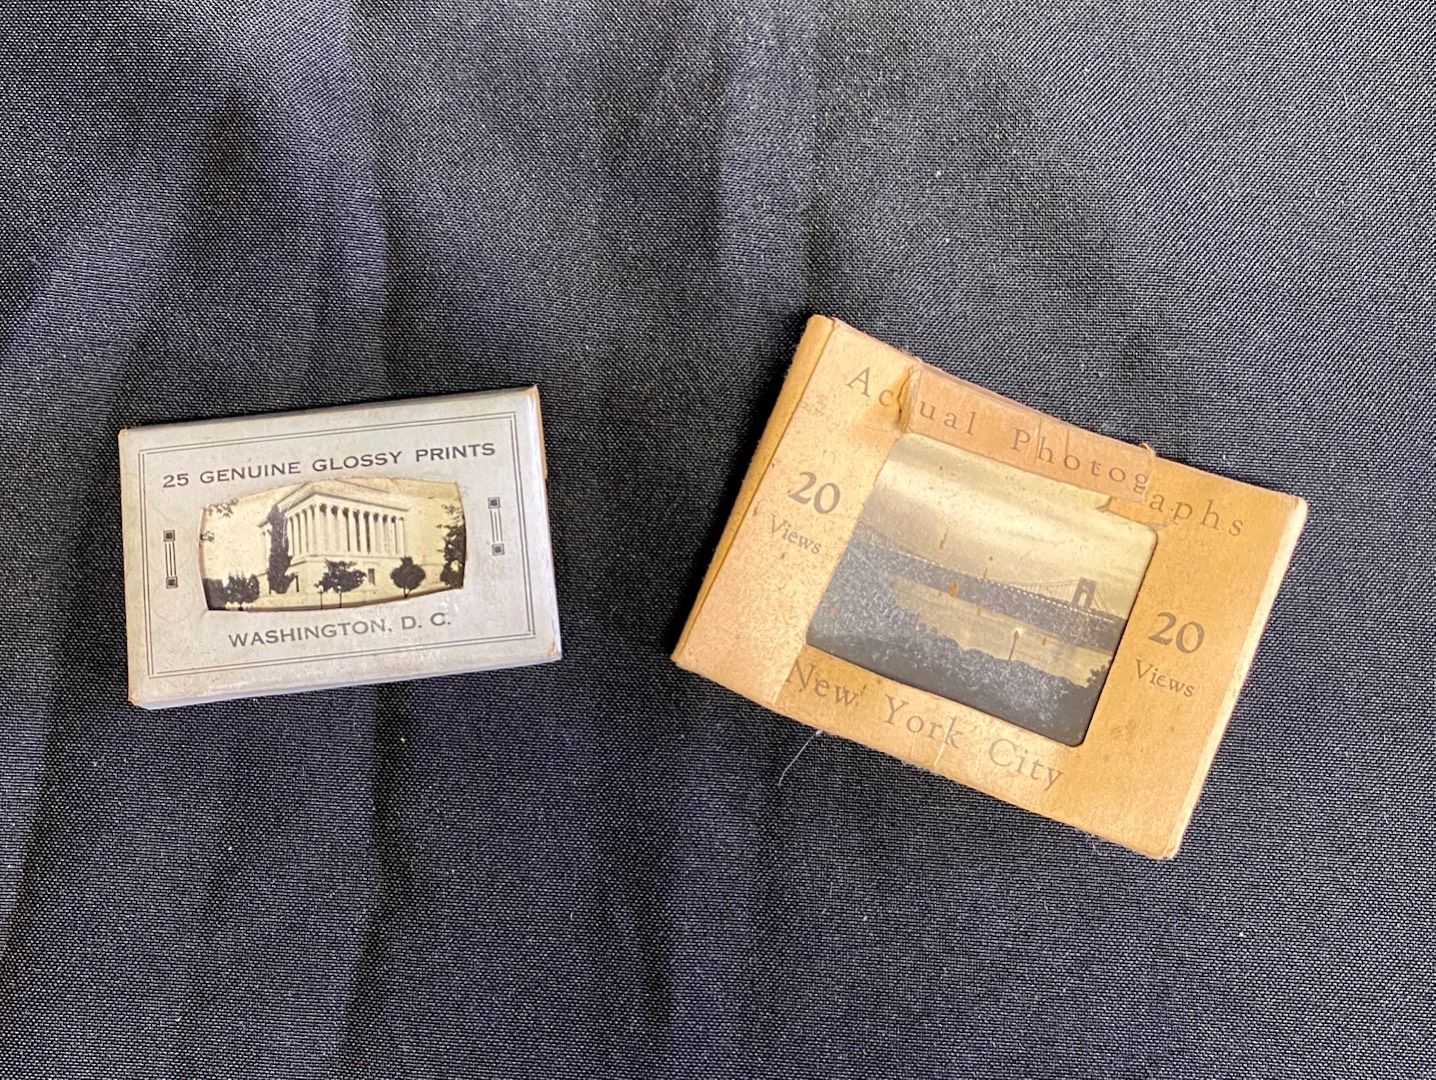 25 GENUINE GLOSSY PRINTS
WASHINGTON, D. C.
Actual Photographs
20
Views
20
Views
New York City